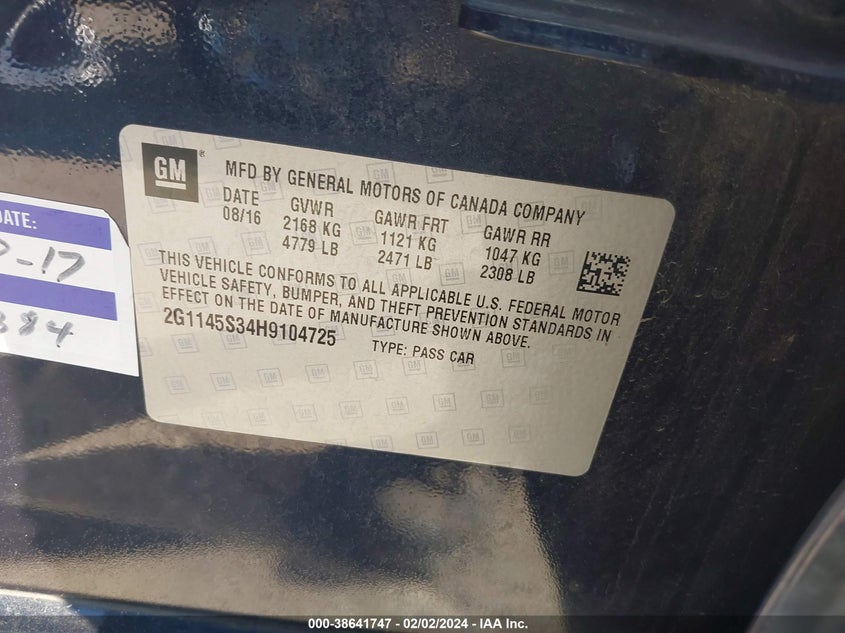 GM
MFD BY GENERAL MOTORS OF CANADA COMPANY
DATE GVWR GAWR FRT GAWR RR
08/16 2168 KG 1121 KG 1047 KG
4779 LB 2471 LB 2308 LB
THIS VEHICLE CONFORMS TO ALL APPLICABLE U.S. FEDERAL MOTOR
VEHICLE SAFETY, BUMPER, AND THEFT PREVENTION STANDARDS IN
EFFECT ON THE DATE OF MANUFACTURE SHOWN ABOVE.
2G1145S34H9104725 TYPE: PASS CAR
DATE:
-17
884
000-38641747 - 02/02/2024 - IAA Inc.